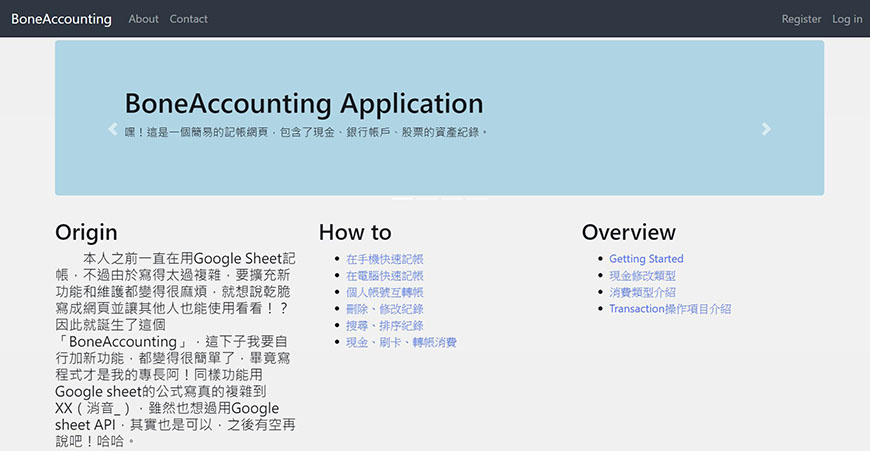 BoneAccounting About Contact Register Log in
BoneAccounting Application
嘿！這是一個簡易的記帳網頁，包含了現金、銀行帳戶、股票的資產紀錄。
Origin
本人之前一直在用Google Sheet記
帳，不過由於寫得太過複雜，要擴充新
功能和維護都變得很麻煩，就想說乾脆
寫成網頁並讓其他人也能使用看看！？
因此就誕生了這個
「BoneAccounting」，這下子我要自
行加新功能，都變得很簡單了，畢竟寫
程式才是我的專長阿！同樣功能用
Google sheet的公式寫真的複雜到
XX（消音_），雖然也想過用Google
sheet API，其實也是可以，之後有空再
說吧！哈哈。
How to
在手機快速記帳
在電腦快速記帳
個人帳號互轉帳
刪除、修改紀錄
搜尋、排序紀錄
現金、刷卡、轉帳消費
Overview
Getting Started
現金修改類型
消費類型介紹
Transaction操作項目介紹